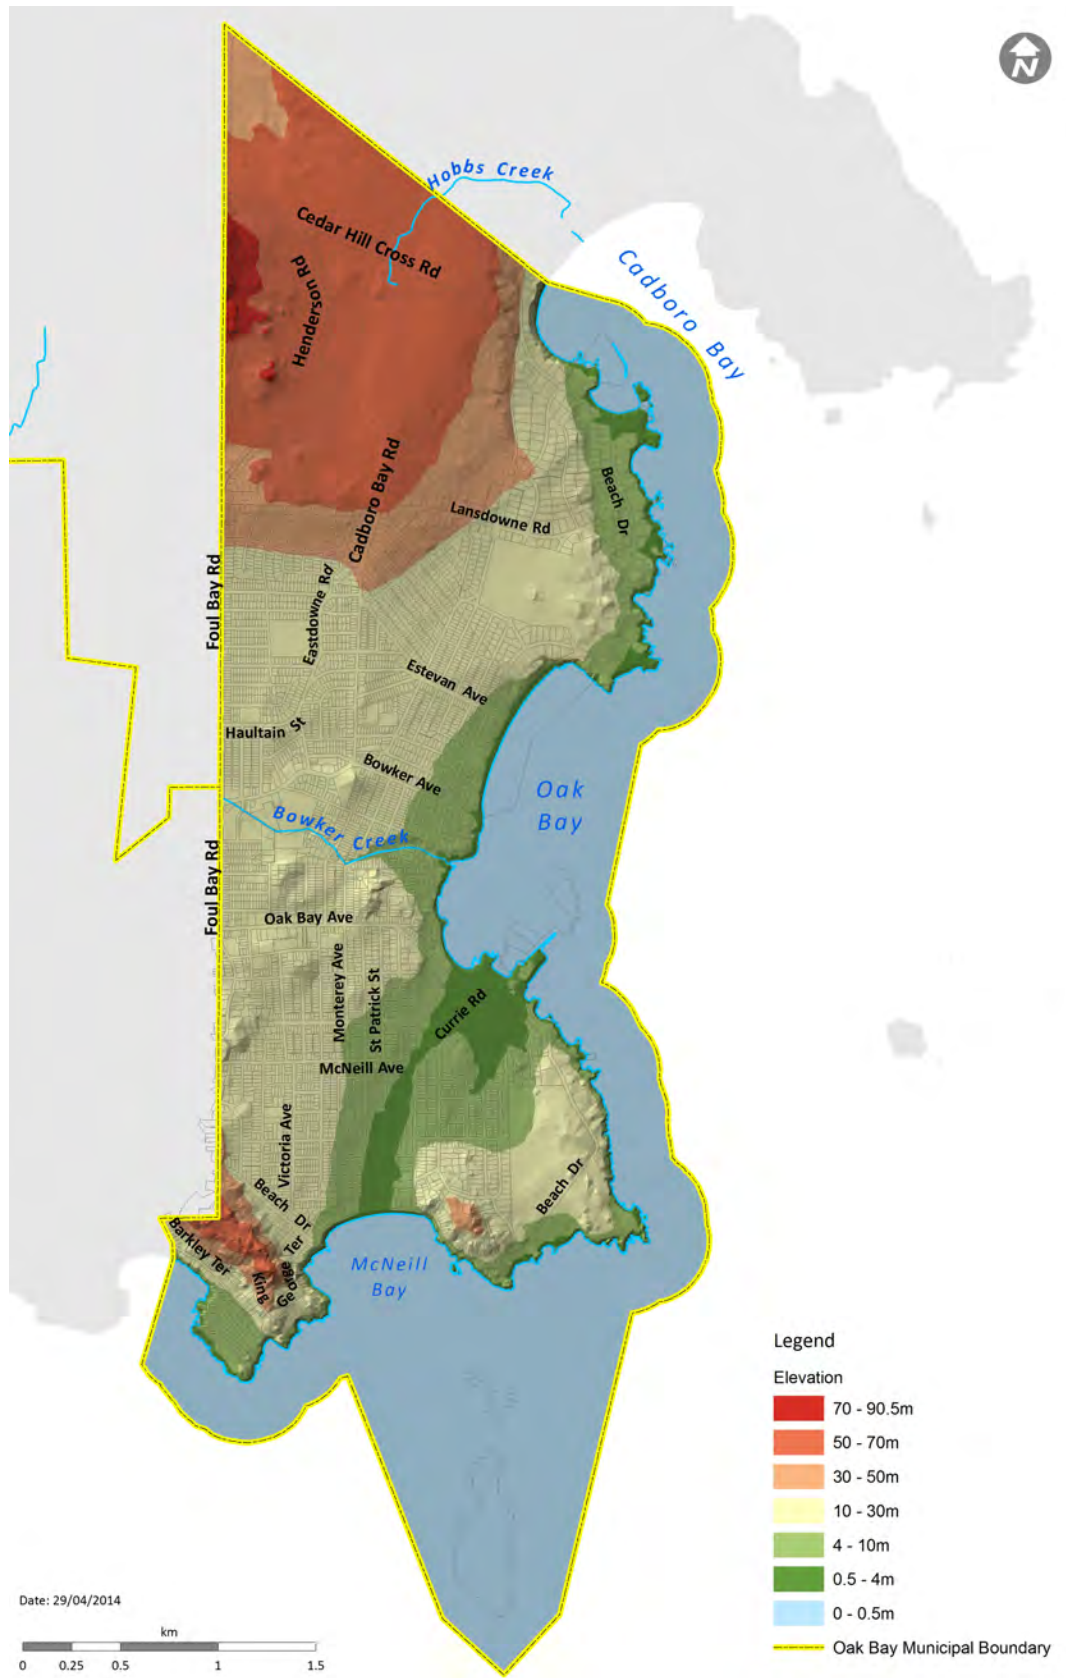 N
Hobbs Creek
Cedar Hill Cross Rd
Cadboro Bay
Henderson Rd
Cadboro Bay Rd
Beach Dr
Lansdowne Rd
Foul Bay Rd
Eastdowne Rd
Estevan Ave
Haultain St
Bowker Ave
Oak
Bay
Bowker Creek
Foul Bay Rd
Oak Bay Ave
Monterey Ave
St Patrick St
Currie Rd
McNeill Ave
Victoria Ave
Beach Dr
Beach Dr
Barkley Ter
King George Ter
McNeill
Bay
Legend
Elevation
70 - 90.5m
50 - 70m
30 - 50m
10 - 30m
4 - 10m
0.5 - 4m
0 - 0.5m
Oak Bay Municipal Boundary
Date: 29/04/2014
km
0 0.25 0.5 1 1.5